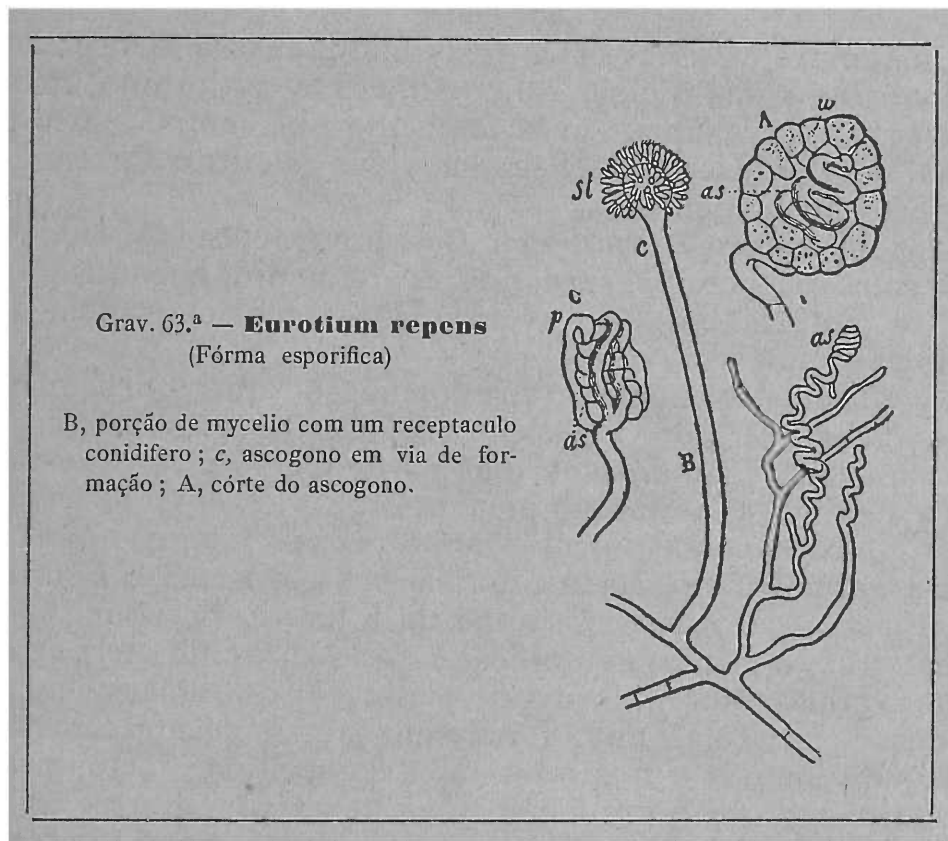 Grav. 63.ª — Eurotium repens
(Fórma esporifica)
B, porção de mycelio com um receptaculo
conidifero ; c, ascogono em via de for-
mação ; A, córte do ascogono.
A
w
as
st
C
c
p
as
B
as